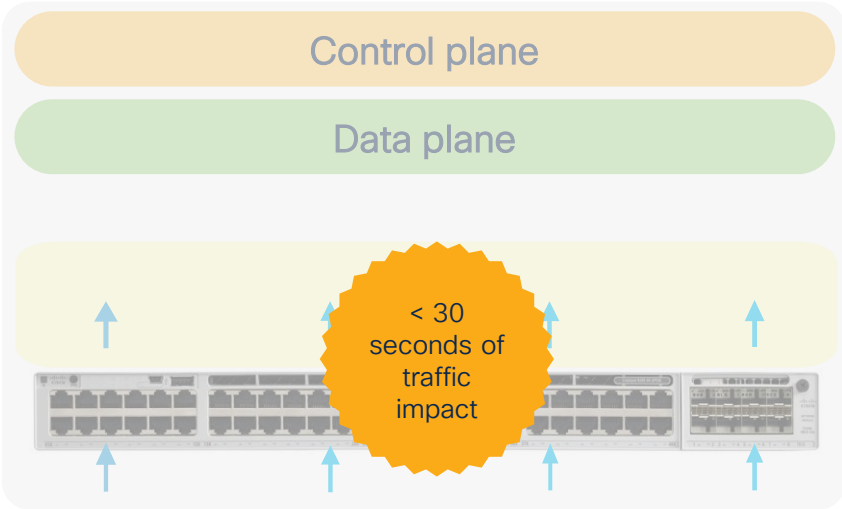 Control plane
Data plane
< 30
seconds of
traffic
impact